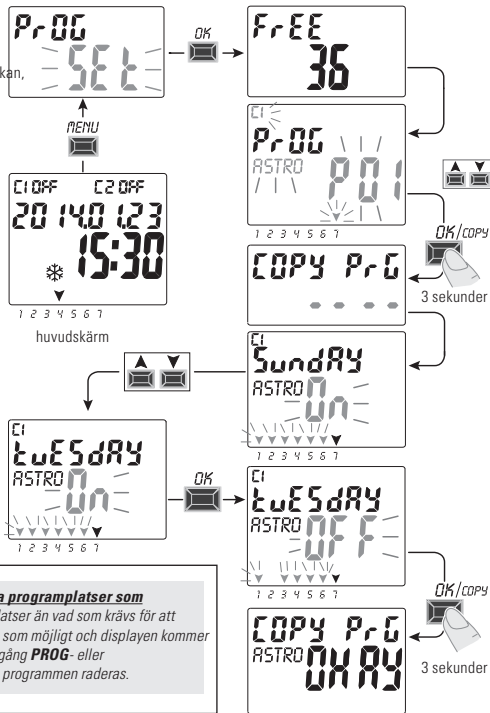 PrOG
SEt
kan,
OK
FrEE
36
MENU
C1
PrOG
ASTRO
P01
1 2 3 4 5 6 7
C1 OFF C2 OFF
2014.01.23
15:30
1 2 3 4 5 6 7
huvudskärm
OK/COPY
3 sekunder
COPY PrG
- - - -
C1
SundAY
ASTRO On
1 2 3 4 5 6 7
C1
tuESdAY
ASTRO On
1 2 3 4 5 6 7
OK
C1
tuESdAY
ASTRO OFF
1 2 3 4 5 6 7
OK/COPY
3 sekunder
COPY PrG
ASTRO OKAY
a programplatser som
latser än vad som krävs för att
som möjligt och displayen kommer
gång PROG- eller
programmen raderas.